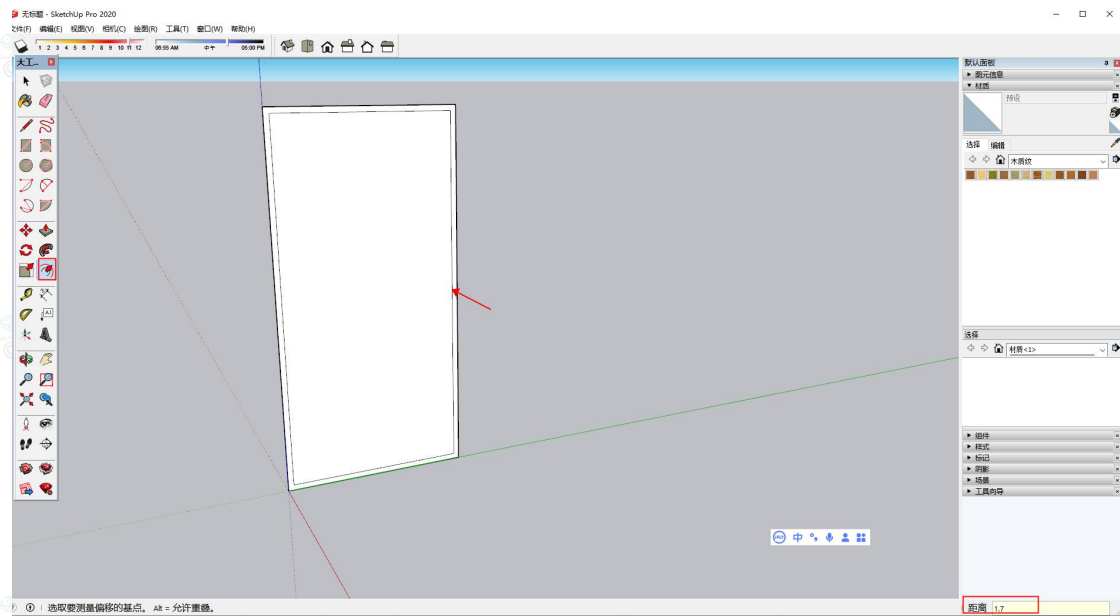 无标题 - SketchUp Pro 2020
文件(F) 编辑(E) 视图(V) 相机(C) 绘图(R) 工具(T) 窗口(W) 帮助(H)
1 2 3 4 5 6 7 8 9 10 11 12 06:55 AM 中午 05:00 PM
大工... 
默认面板
图元信息
材质
预设
选择 编辑
木质纹
选择
材质<1>
组件
样式
标记
阴影
场景
工具向导
中
选取要测量偏移的基点。 Alt = 允许重叠。
距离 1.7